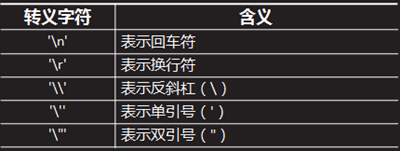 转义字符 含义
'\n' 表示回车符
'\r' 表示换行符
'\\' 表示反斜杠 ( \ )
'\'' 表示单引号 ( ' )
'\"' 表示双引号 ( " )